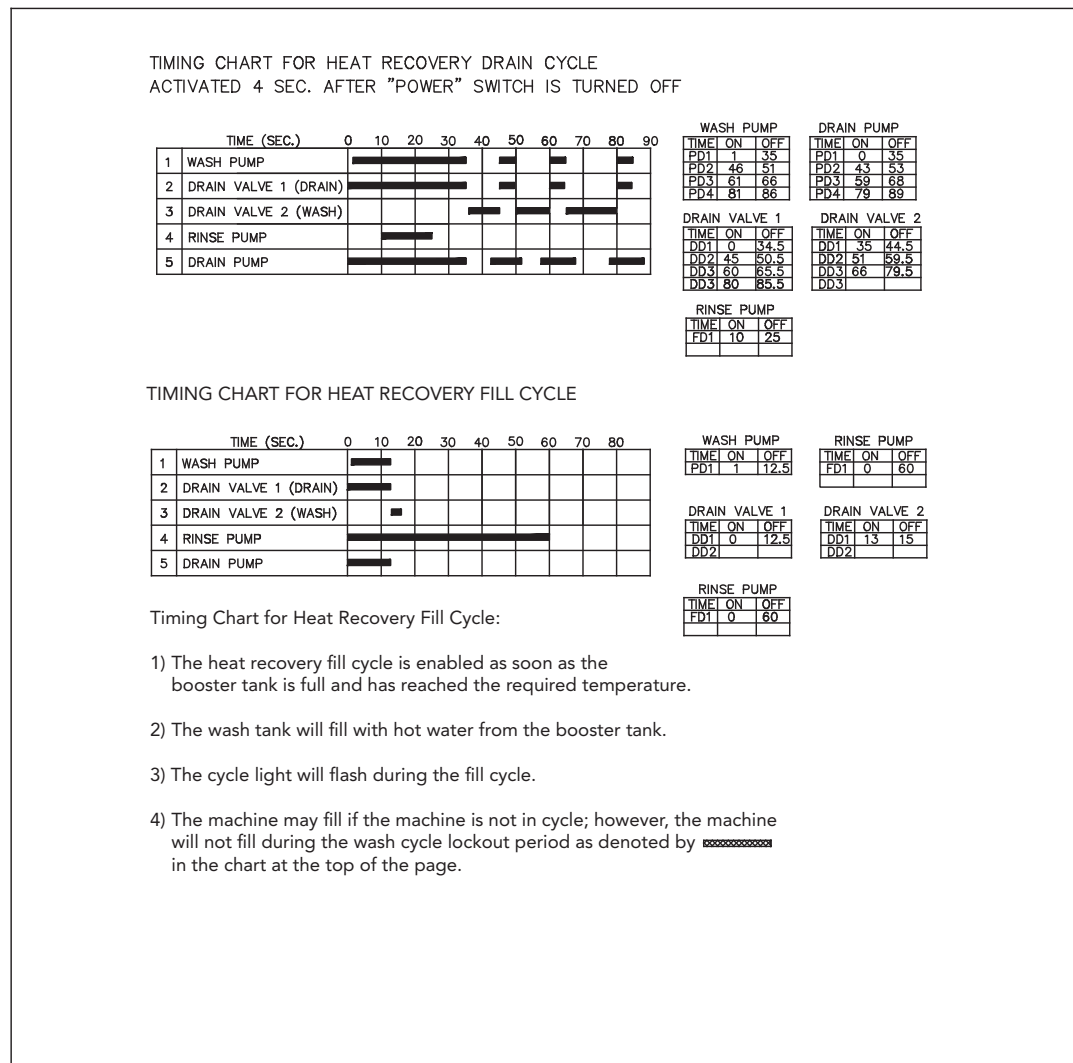 TIMING CHART FOR HEAT RECOVERY DRAIN CYCLE
ACTIVATED 4 SEC. AFTER "POWER" SWITCH IS TURNED OFF
TIME (SEC.) 0 10 20 30 40 50 60 70 80 90
1 WASH PUMP
2 DRAIN VALVE 1 (DRAIN)
3 DRAIN VALVE 2 (WASH)
4 RINSE PUMP
5 DRAIN PUMP
WASH PUMP
TIME ON OFF
PD1 1 35
PD2 46 51
PD3 61 66
PD4 81 86
DRAIN PUMP
TIME ON OFF
PD1 0 35
PD2 43 53
PD3 59 68
PD4 79 89
DRAIN VALVE 1
TIME ON OFF
DD1 0 34.5
DD2 45 50.5
DD3 60 65.5
DD3 80 85.5
DRAIN VALVE 2
TIME ON OFF
DD1 35 44.5
DD2 51 59.5
DD3 66 79.5
DD3
RINSE PUMP
TIME ON OFF
FD1 10 25
TIMING CHART FOR HEAT RECOVERY FILL CYCLE
TIME (SEC.) 0 10 20 30 40 50 60 70 80
1 WASH PUMP
2 DRAIN VALVE 1 (DRAIN)
3 DRAIN VALVE 2 (WASH)
4 RINSE PUMP
5 DRAIN PUMP
WASH PUMP
TIME ON OFF
PD1 1 12.5
RINSE PUMP
TIME ON OFF
FD1 0 60
DRAIN VALVE 1
TIME ON OFF
DD1 0 12.5
DD2
DRAIN VALVE 2
TIME ON OFF
DD1 13 15
DD2
RINSE PUMP
TIME ON OFF
FD1 0 60
Timing Chart for Heat Recovery Fill Cycle:
1) The heat recovery fill cycle is enabled as soon as the
booster tank is full and has reached the required temperature.
2) The wash tank will fill with hot water from the booster tank.
3) The cycle light will flash during the fill cycle.
4) The machine may fill if the machine is not in cycle; however, the machine
will not fill during the wash cycle lockout period as denoted by
in the chart at the top of the page.